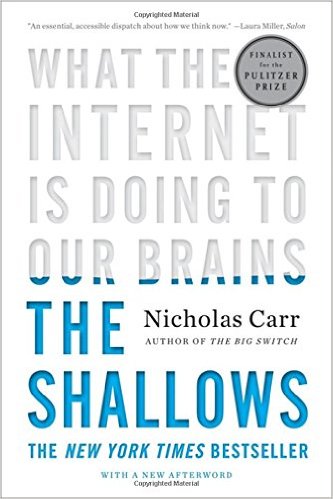 "An essential, accessible dispatch about how we think now." —Laura Miller, Salon
WHAT THE
INTERNET
IS DOING TO
OUR BRAINS
FINALIST
for the
PULITZER
PRIZE
THE
SHALLOWS
Nicholas Carr
AUTHOR OF THE BIG SWITCH
THE NEW YORK TIMES BESTSELLER
WITH A NEW AFTERWORD